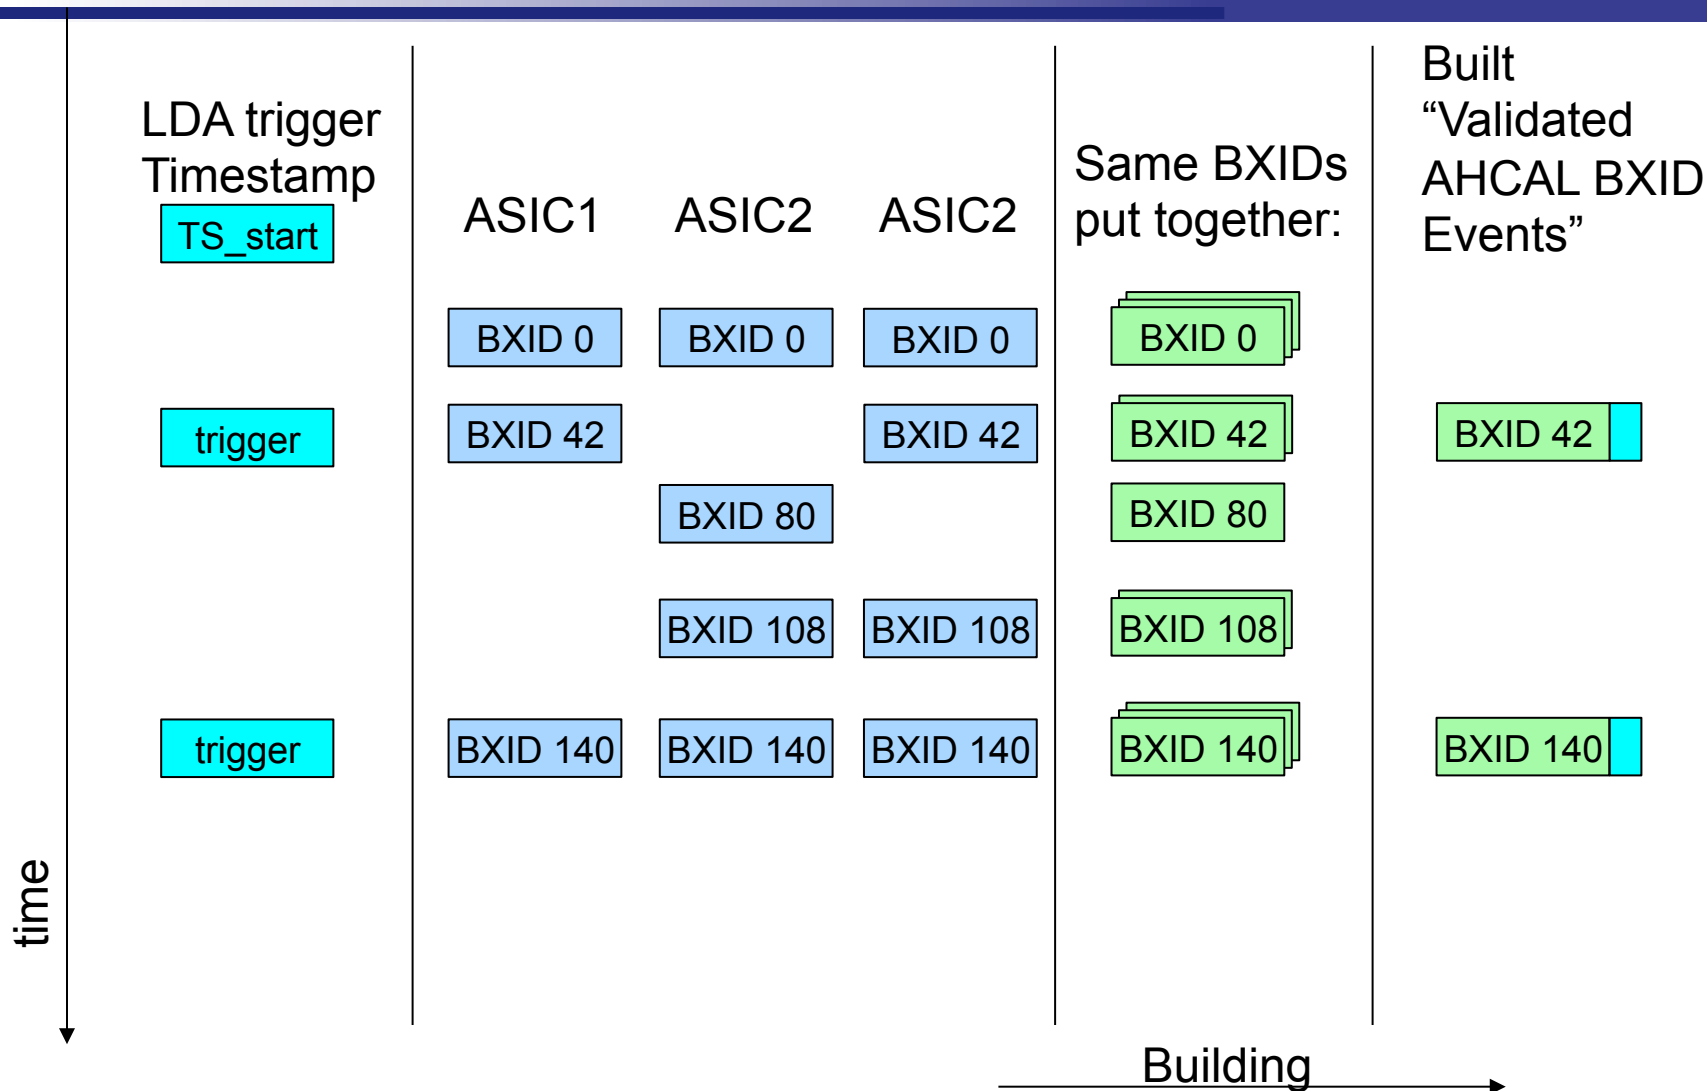 LDA trigger
Timestamp
TS_start
ASIC1
ASIC2
ASIC2
Same BXIDs
put together:
Built
“Validated
AHCAL BXID
Events”
BXID 0
BXID 0
BXID 0
BXID 0
trigger
BXID 42
BXID 42
BXID 42
BXID 42
BXID 80
BXID 80
BXID 108
BXID 108
BXID 108
trigger
BXID 140
BXID 140
BXID 140
BXID 140
BXID 140
time
Building